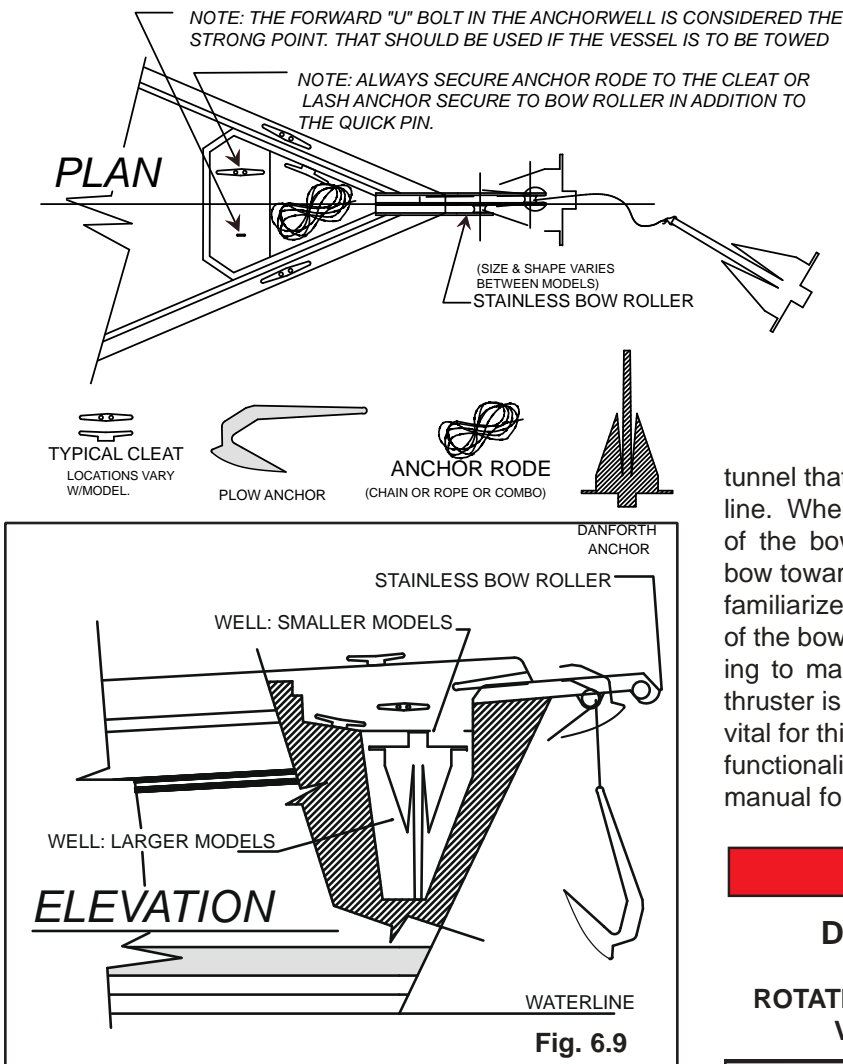 NOTE: THE FORWARD "U" BOLT IN THE ANCHORWELL IS CONSIDERED THE
STRONG POINT. THAT SHOULD BE USED IF THE VESSEL IS TO BE TOWED
NOTE: ALWAYS SECURE ANCHOR RODE TO THE CLEAT OR
LASH ANCHOR SECURE TO BOW ROLLER IN ADDITION TO
THE QUICK PIN.
PLAN
(SIZE & SHAPE VARIES
BETWEEN MODELS)
STAINLESS BOW ROLLER
TYPICAL CLEAT
LOCATIONS VARY
W/MODEL.
PLOW ANCHOR
ANCHOR RODE
(CHAIN OR ROPE OR COMBO)
DANFORTH
ANCHOR
STAINLESS BOW ROLLER
WELL: SMALLER MODELS
WELL: LARGER MODELS
ELEVATION
WATERLINE
Fig. 6.9
tunnel that
line. Whe
of the bow
bow towar
familiarize
of the bow
ing to ma
thruster is
vital for thi
functionali
manual fo
D
ROTATI
V